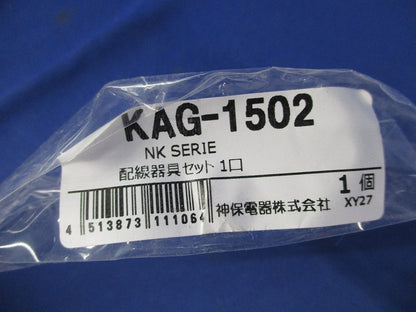 KAG-1502
NK SERIE
配線器具セット 1口
1 個
XY27
4 513873 111064
神保電器株式会社